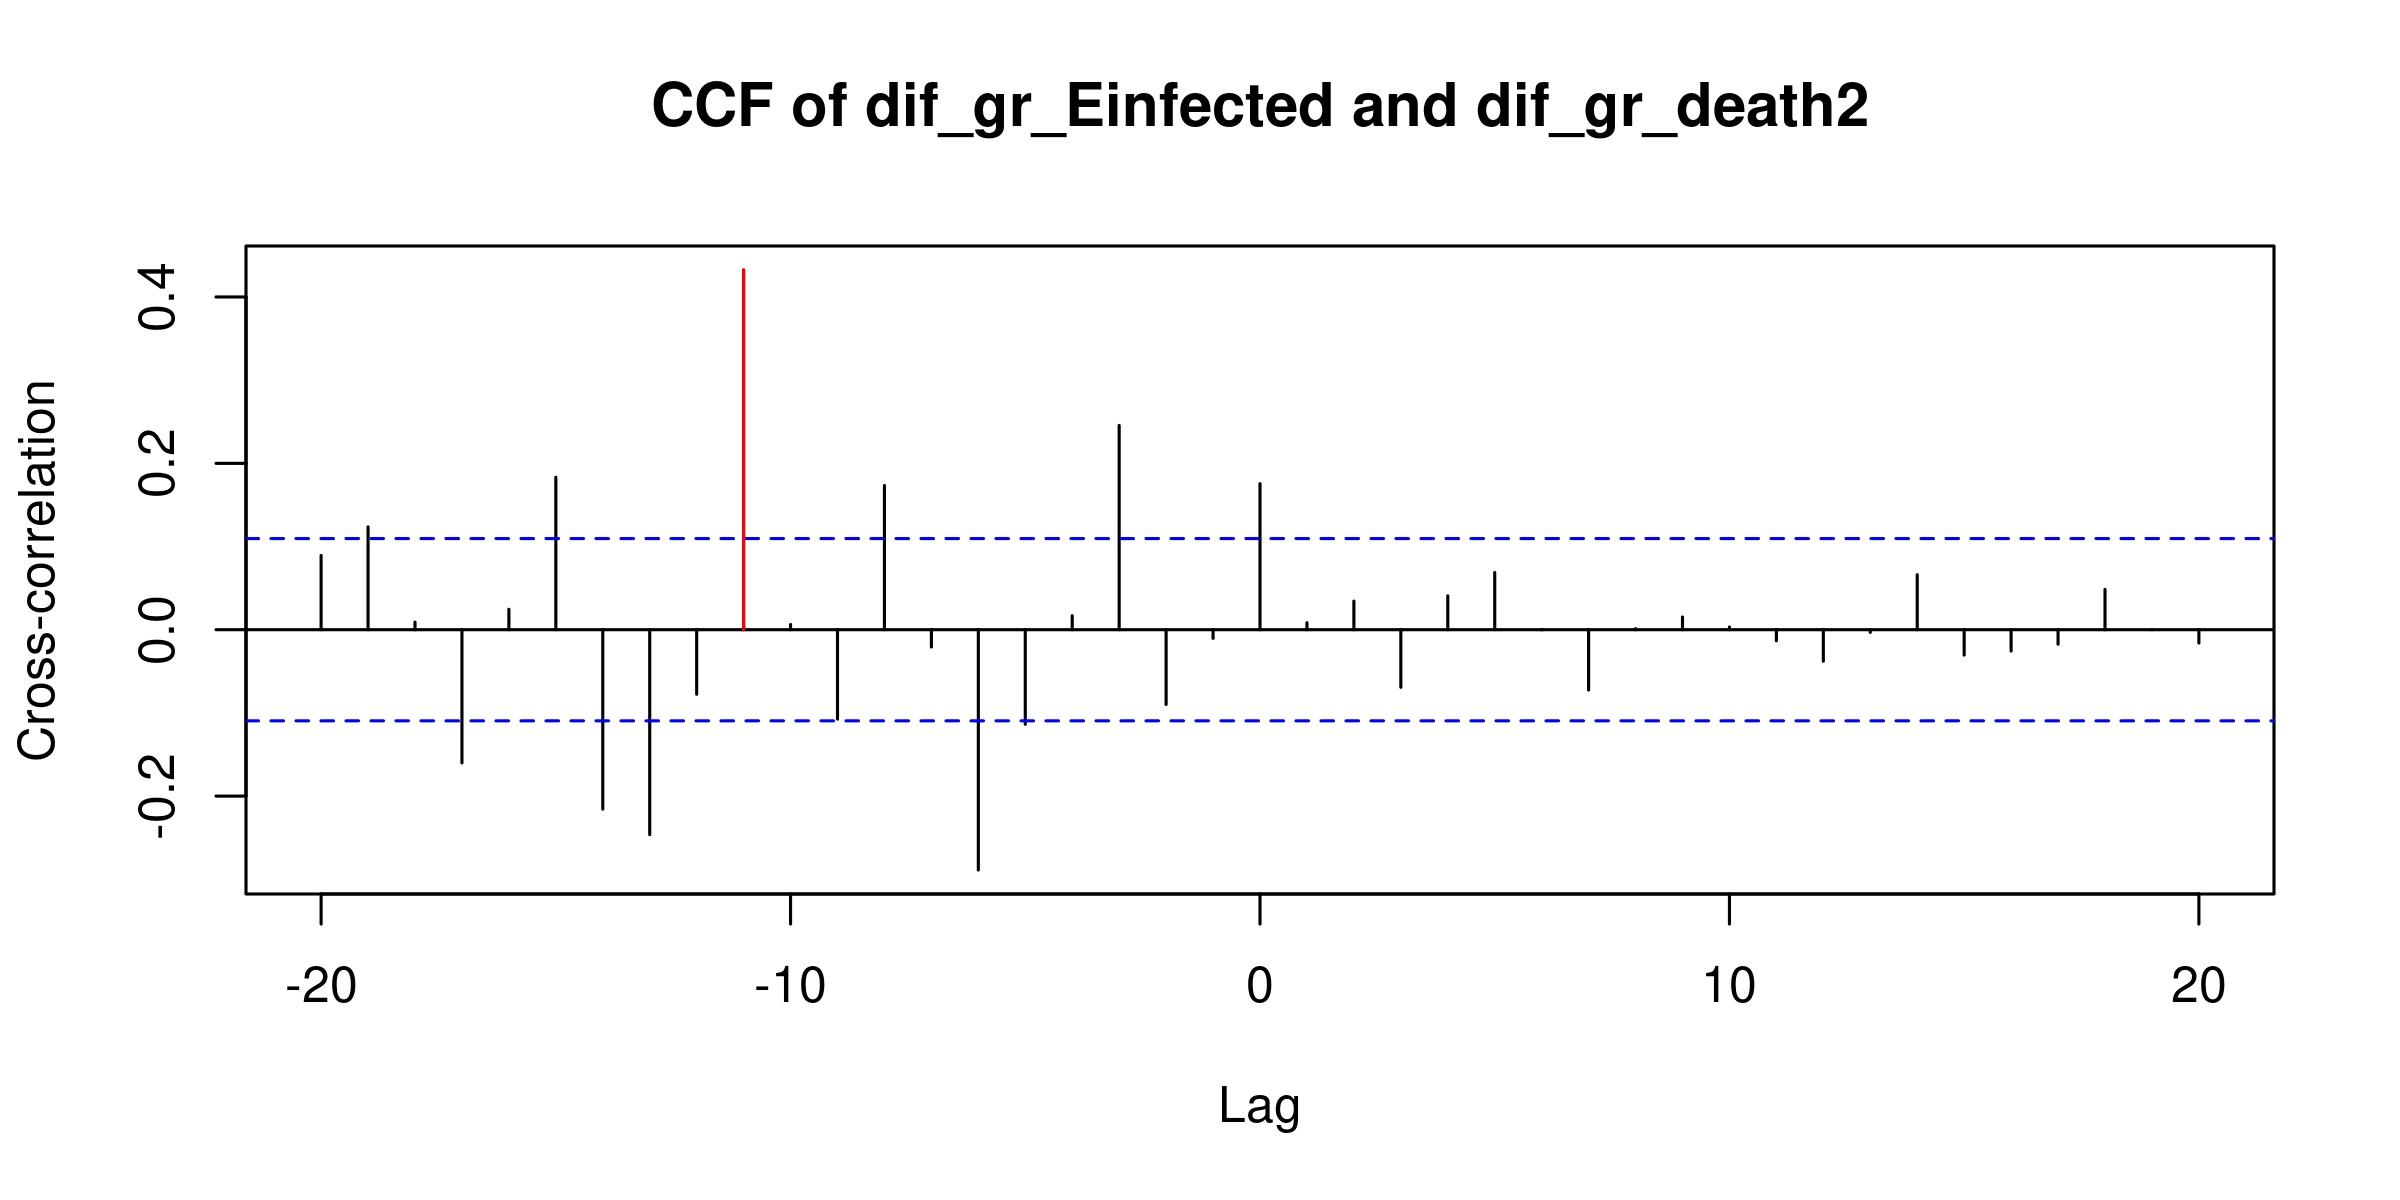 CCF of dif_gr_Einfected and dif_gr_death2
Cross-correlation
0.4
0.2
0.0
-0.2
-20 -10 0 10 20
Lag